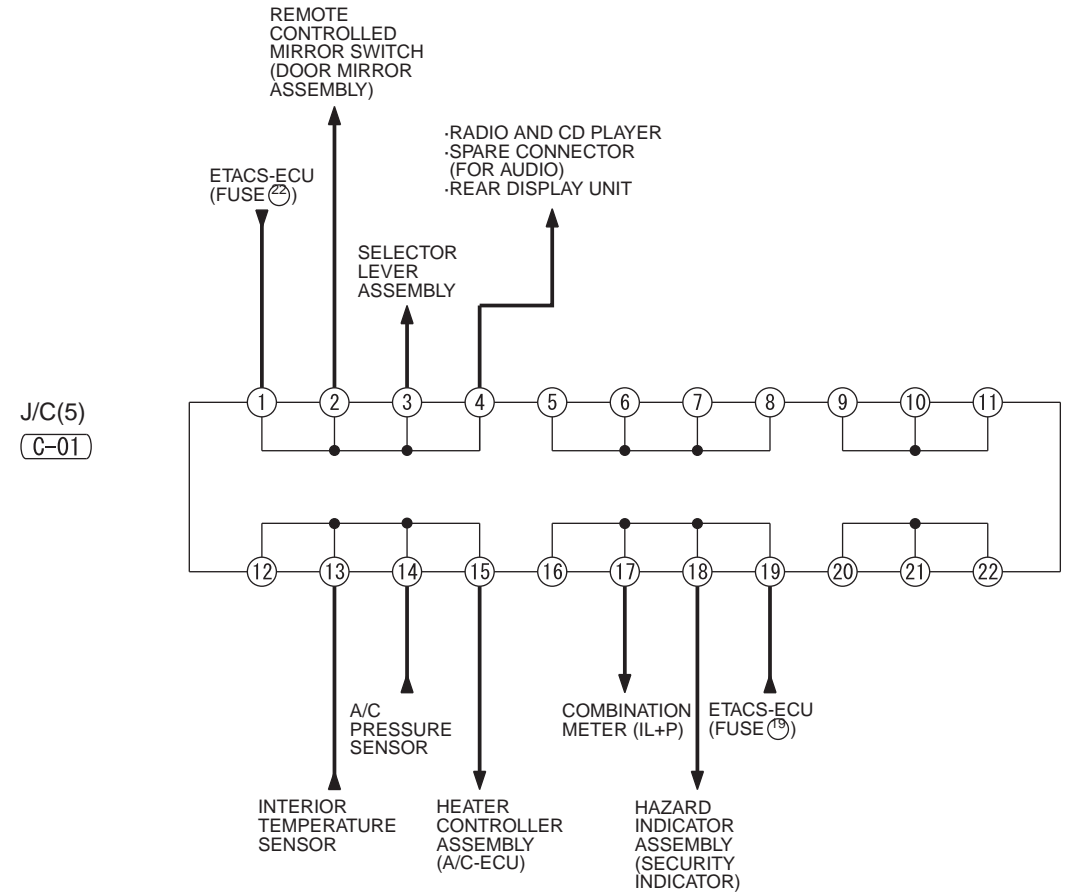 REMOTE
CONTROLLED
MIRROR SWITCH
(DOOR MIRROR
ASSEMBLY)
·RADIO AND CD PLAYER
·SPARE CONNECTOR
(FOR AUDIO)
·REAR DISPLAY UNIT
ETACS-ECU
(FUSE 22)
SELECTOR
LEVER
ASSEMBLY
J/C(5)
C-01
1 2 3 4 5 6 7 8 9 10 11
12 13 14 15 16 17 18 19 20 21 22
A/C
PRESSURE
SENSOR
COMBINATION
METER (IL+P)
ETACS-ECU
(FUSE 19)
INTERIOR
TEMPERATURE
SENSOR
HEATER
CONTROLLER
ASSEMBLY
(A/C-ECU)
HAZARD
INDICATOR
ASSEMBLY
(SECURITY
INDICATOR)